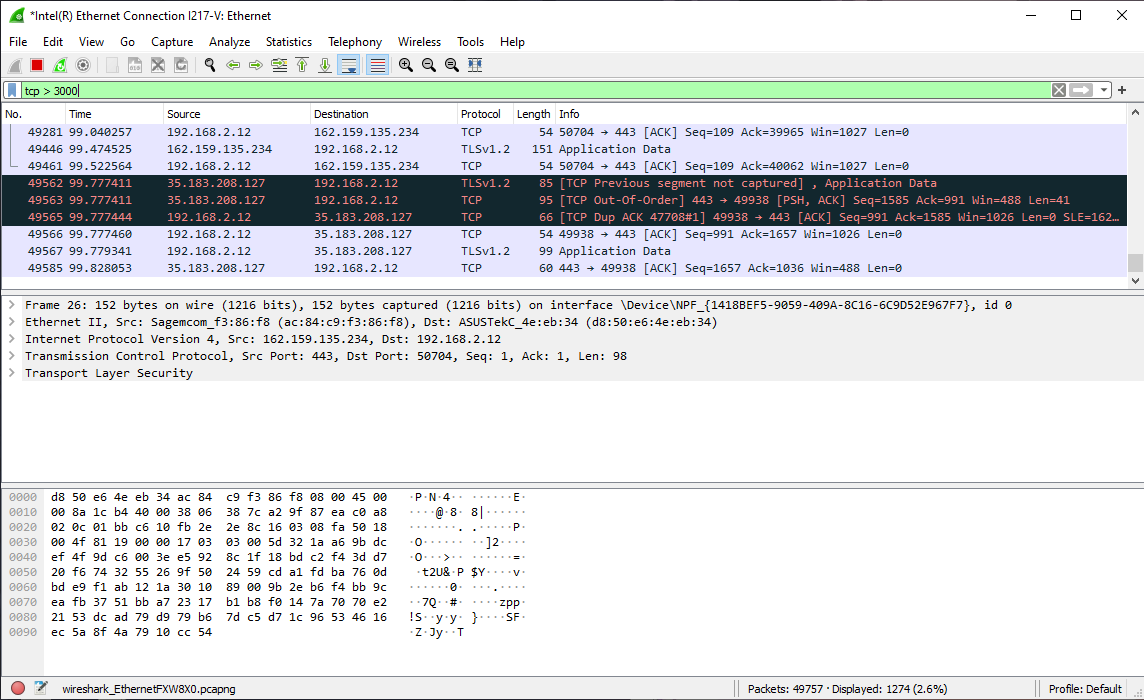 *Intel(R) Ethernet Connection I217-V: Ethernet
File Edit View Go Capture Analyze Statistics Telephony Wireless Tools Help
tcp > 3000
No. Time Source Destination Protocol Length Info
49281 99.040257 192.168.2.12 162.159.135.234 TCP 54 50704 → 443 [ACK] Seq=109 Ack=39965 Win=1027 Len=0
49446 99.474525 162.159.135.234 192.168.2.12 TLSv1.2 151 Application Data
49461 99.522564 192.168.2.12 162.159.135.234 TCP 54 50704 → 443 [ACK] Seq=109 Ack=40062 Win=1027 Len=0
49562 99.777411 35.183.208.127 192.168.2.12 TLSv1.2 85 [TCP Previous segment not captured] , Application Data
49563 99.777411 35.183.208.127 192.168.2.12 TCP 95 [TCP Out-Of-Order] 443 → 49938 [PSH, ACK] Seq=1585 Ack=991 Win=488 Len=41
49565 99.777444 192.168.2.12 35.183.208.127 TCP 66 [TCP Dup ACK 47708#1] 49938 → 443 [ACK] Seq=991 Ack=1585 Win=1026 Len=0 SLE=162…
49566 99.777460 192.168.2.12 35.183.208.127 TCP 54 49938 → 443 [ACK] Seq=991 Ack=1657 Win=1026 Len=0
49567 99.779341 192.168.2.12 35.183.208.127 TLSv1.2 99 Application Data
49585 99.828053 35.183.208.127 192.168.2.12 TCP 60 443 → 49938 [ACK] Seq=1657 Ack=1036 Win=488 Len=0
Frame 26: 152 bytes on wire (1216 bits), 152 bytes captured (1216 bits) on interface \Device\NPF_{1418BEF5-9059-409A-8C16-6C9D52E967F7}, id 0
Ethernet II, Src: Sagemcom_f3:86:f8 (ac:84:c9:f3:86:f8), Dst: ASUSTekC_4e:eb:34 (d8:50:e6:4e:eb:34)
Internet Protocol Version 4, Src: 162.159.135.234, Dst: 192.168.2.12
Transmission Control Protocol, Src Port: 443, Dst Port: 50704, Seq: 1, Ack: 1, Len: 98
Transport Layer Security
0000 d8 50 e6 4e eb 34 ac 84 c9 f3 86 f8 08 00 45 00 ·P·N·4·· ······E·
0010 00 8a 1c b4 40 00 38 06 38 7c a2 9f 87 ea c0 a8 ····@·8· 8|······
0020 02 0c 01 bb c6 10 fb 2e 2e 8c 16 03 08 fa 50 18 ·······. .·····P·
0030 00 4f 81 19 00 00 17 03 03 00 5d 32 1a a6 9b dc ·O······ ··]2····
0040 ef 4f 9d c6 00 3e e5 92 8c 1f 18 bd c2 f4 3d d7 ·O···>·· ······=·
0050 20 f6 74 32 55 26 9f 50 24 59 cd a1 fd ba 76 0d ·t2U&·P $Y····v·
0060 bd e9 f1 ab 12 1a 30 10 89 00 9b 2e b6 f4 bb 9c ······0· ···.····
0070 ea fb 37 51 bb a7 23 17 b1 b8 f0 14 7a 70 70 e2 ··7Q··#· ····zpp·
0080 21 53 dc ad 79 d9 79 b6 7d c5 d7 1c 96 53 46 16 !S··y·y· }····SF·
0090 ec 5a 8f 4a 79 10 cc 54 ·Z·Jy··T
wireshark_EthernetFXW8X0.pcapng Packets: 49757 · Displayed: 1274 (2.6%) Profile: Default